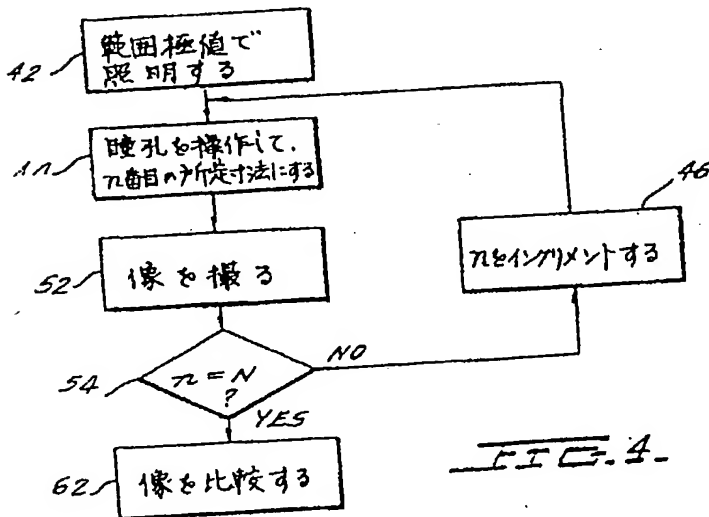 42
範囲極値で
照明する
瞳孔を操作して、
n番目の所定寸法にする
46
nをインクリメントする
52
像を撮る
54
n = N
?
NO
YES
62
像を比較する
FIG. 4.